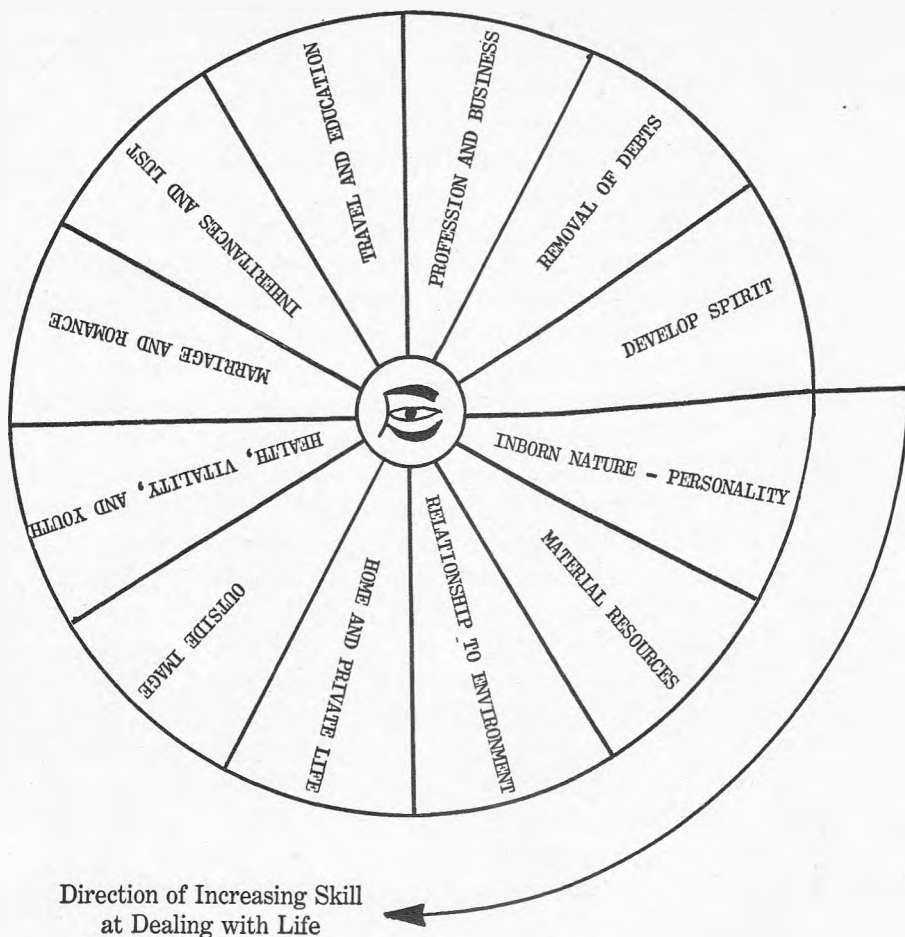 INBORN NATURE - PERSONALITY
MATERIAL RESOURCES
RELATIONSHIP TO ENVIRONMENT
HOME AND PRIVATE LIFE
OUTSIDE IMAGE
HEALTH, VITALITY, AND YOUTH
MARRIAGE AND ROMANCE
INHERITANCES AND LUST
TRAVEL AND EDUCATION
PROFESSION AND BUSINESS
REMOVAL OF DEBTS
DEVELOP SPIRIT
Direction of Increasing Skill
at Dealing with Life